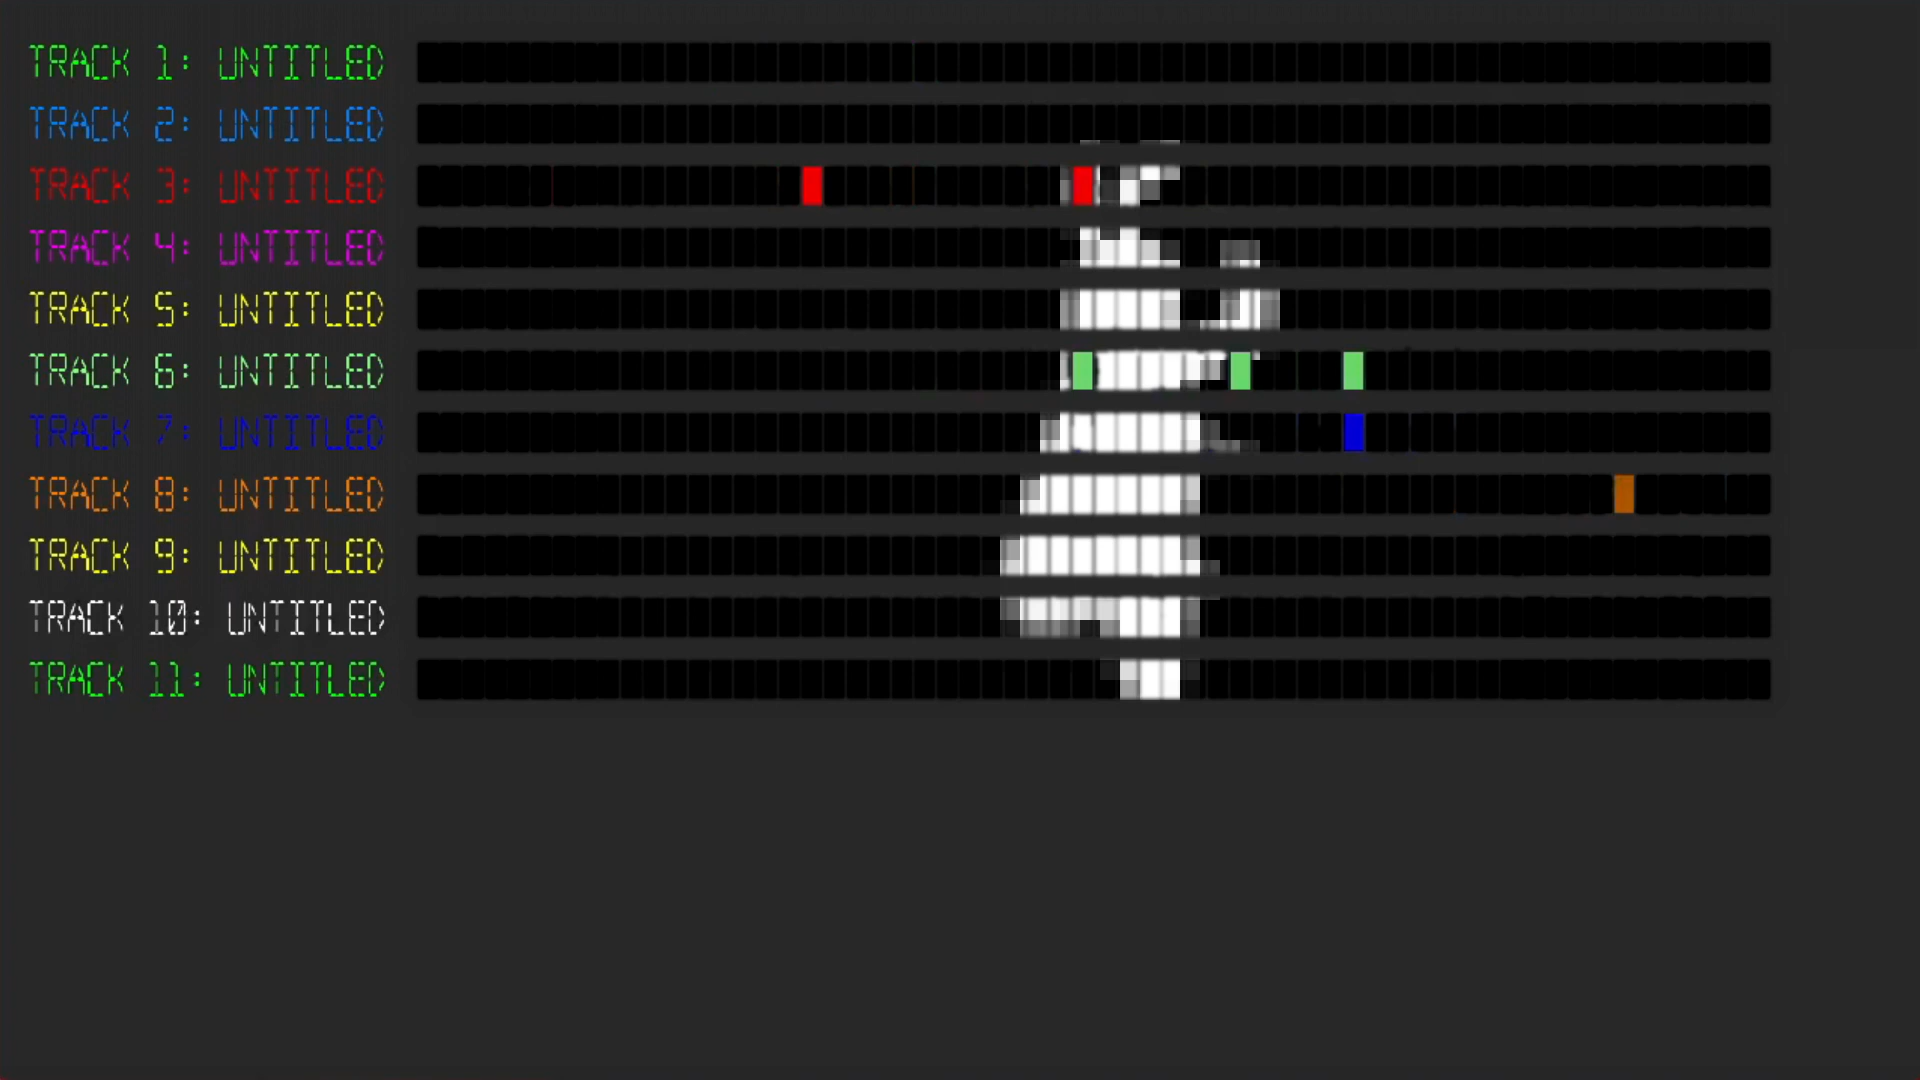 TRACK 1: UNTITLED
TRACK 2: UNTITLED
TRACK 3: UNTITLED
TRACK 4: UNTITLED
TRACK 5: UNTITLED
TRACK 6: UNTITLED
TRACK 7: UNTITLED
TRACK 8: UNTITLED
TRACK 9: UNTITLED
TRACK 10: UNTITLED
TRACK 11: UNTITLED